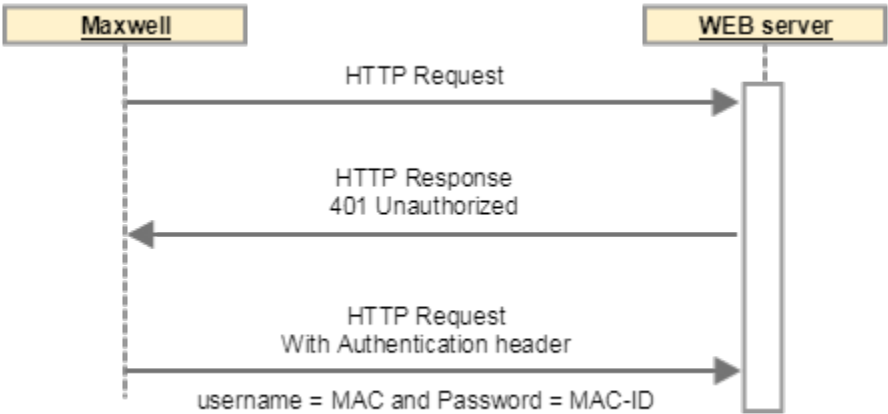 Maxwell
WEB server
HTTP Request
HTTP Response
401 Unauthorized
HTTP Request
With Authentication header
username = MAC and Password = MAC-ID